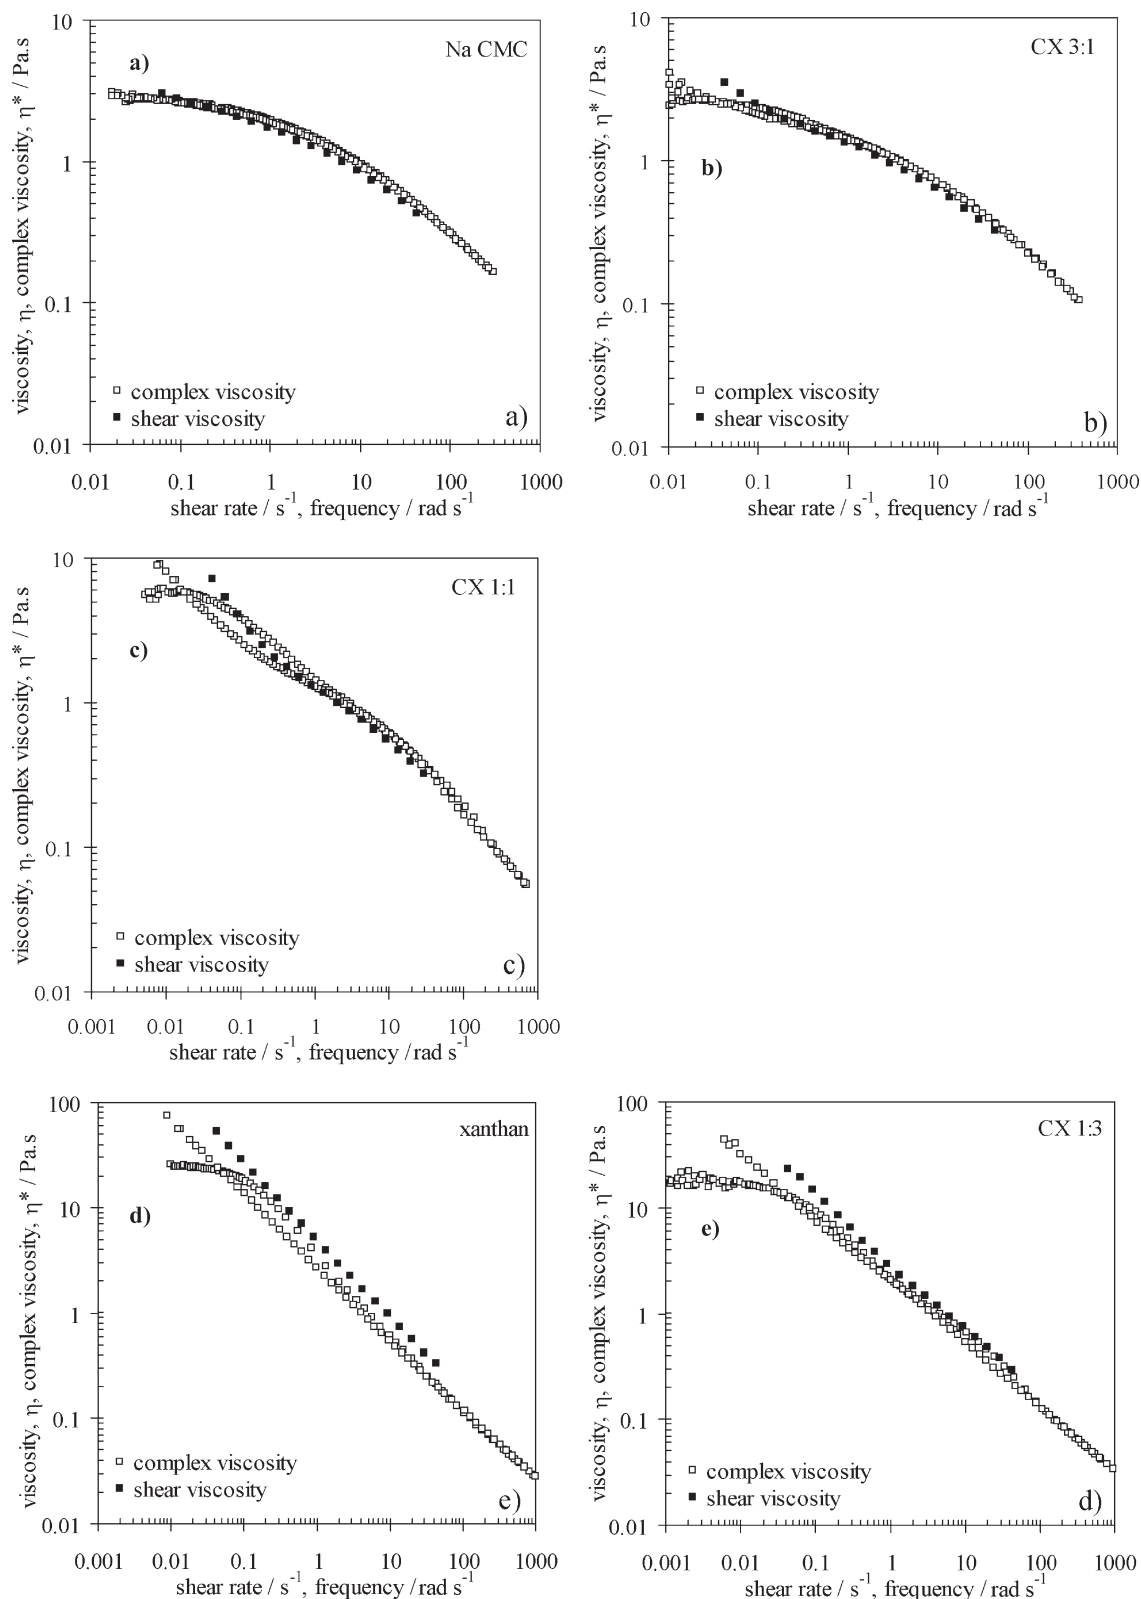 10
1
0.1
0.01
viscosity, η, complex viscosity, η* / Pa.s
a)
Na CMC
complex viscosity
shear viscosity
a)
0.01 0.1 1 10 100 1000
shear rate / s⁻¹, frequency / rad s⁻¹
10
1
0.1
0.01
viscosity, η, complex viscosity, η* / Pa.s
CX 3:1
b)
complex viscosity
shear viscosity
b)
0.01 0.1 1 10 100 1000
shear rate / s⁻¹, frequency / rad s⁻¹
10
1
0.1
0.01
viscosity, η, complex viscosity, η* / Pa.s
CX 1:1
c)
complex viscosity
shear viscosity
c)
0.001 0.01 0.1 1 10 100 1000
shear rate / s⁻¹, frequency / rad s⁻¹
100
10
1
0.1
0.01
viscosity, η, complex viscosity, η* / Pa.s
xanthan
d)
complex viscosity
shear viscosity
e)
0.001 0.01 0.1 1 10 100 1000
shear rate / s⁻¹, frequency / rad s⁻¹
100
10
1
0.1
0.01
viscosity, η, complex viscosity, η* / Pa.s
CX 1:3
e)
complex viscosity
shear viscosity
d)
0.001 0.01 0.1 1 10 100 1000
shear rate / s⁻¹, frequency / rad s⁻¹